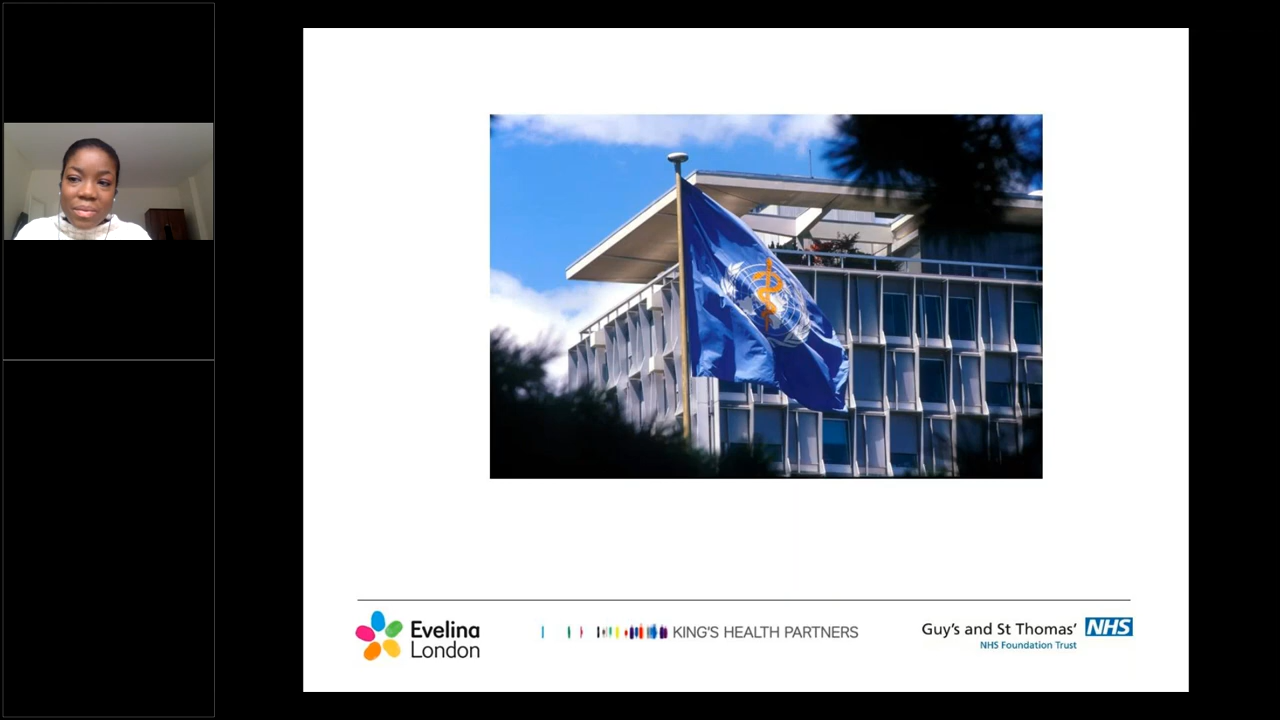 Evelina
London
KING'S HEALTH PARTNERS
Guy's and St Thomas' NHS
NHS Foundation Trust